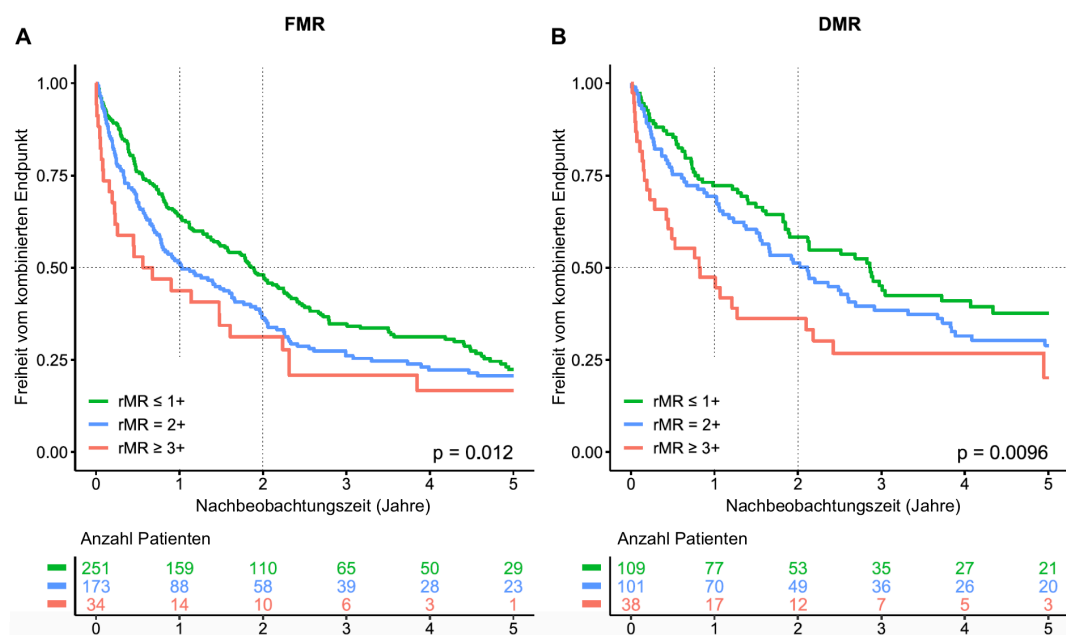 A
FMR
Freiheit vom kombinierten Endpunkt
1.00
0.75
0.50
0.25
0.00
rMR ≤ 1+
rMR = 2+
rMR ≥ 3+
p = 0.012
0 1 2 3 4 5
Nachbeobachtungszeit (Jahre)
Anzahl Patienten
251 159 110 65 50 29
173 88 58 39 28 23
34 14 10 6 3 1
0 1 2 3 4 5
B
DMR
Freiheit vom kombinierten Endpunkt
1.00
0.75
0.50
0.25
0.00
rMR ≤ 1+
rMR = 2+
rMR ≥ 3+
p = 0.0096
0 1 2 3 4 5
Nachbeobachtungszeit (Jahre)
Anzahl Patienten
109 77 53 35 27 21
101 70 49 36 26 20
38 17 12 7 5 3
0 1 2 3 4 5